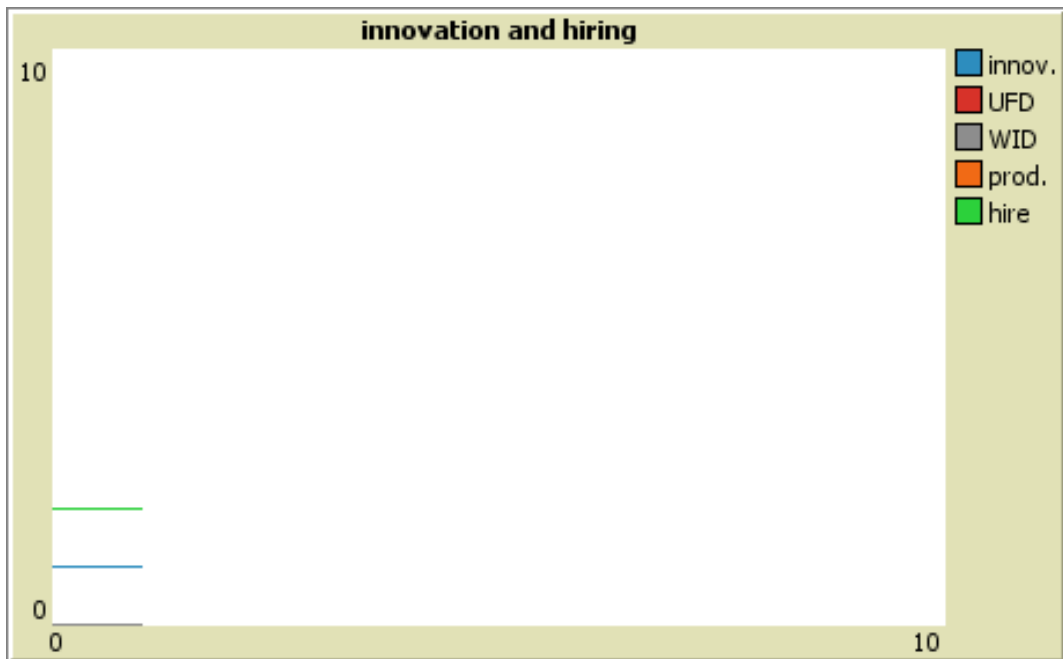 innovation and hiring
10
innov.
UFD
WID
prod.
hire
0
0
10